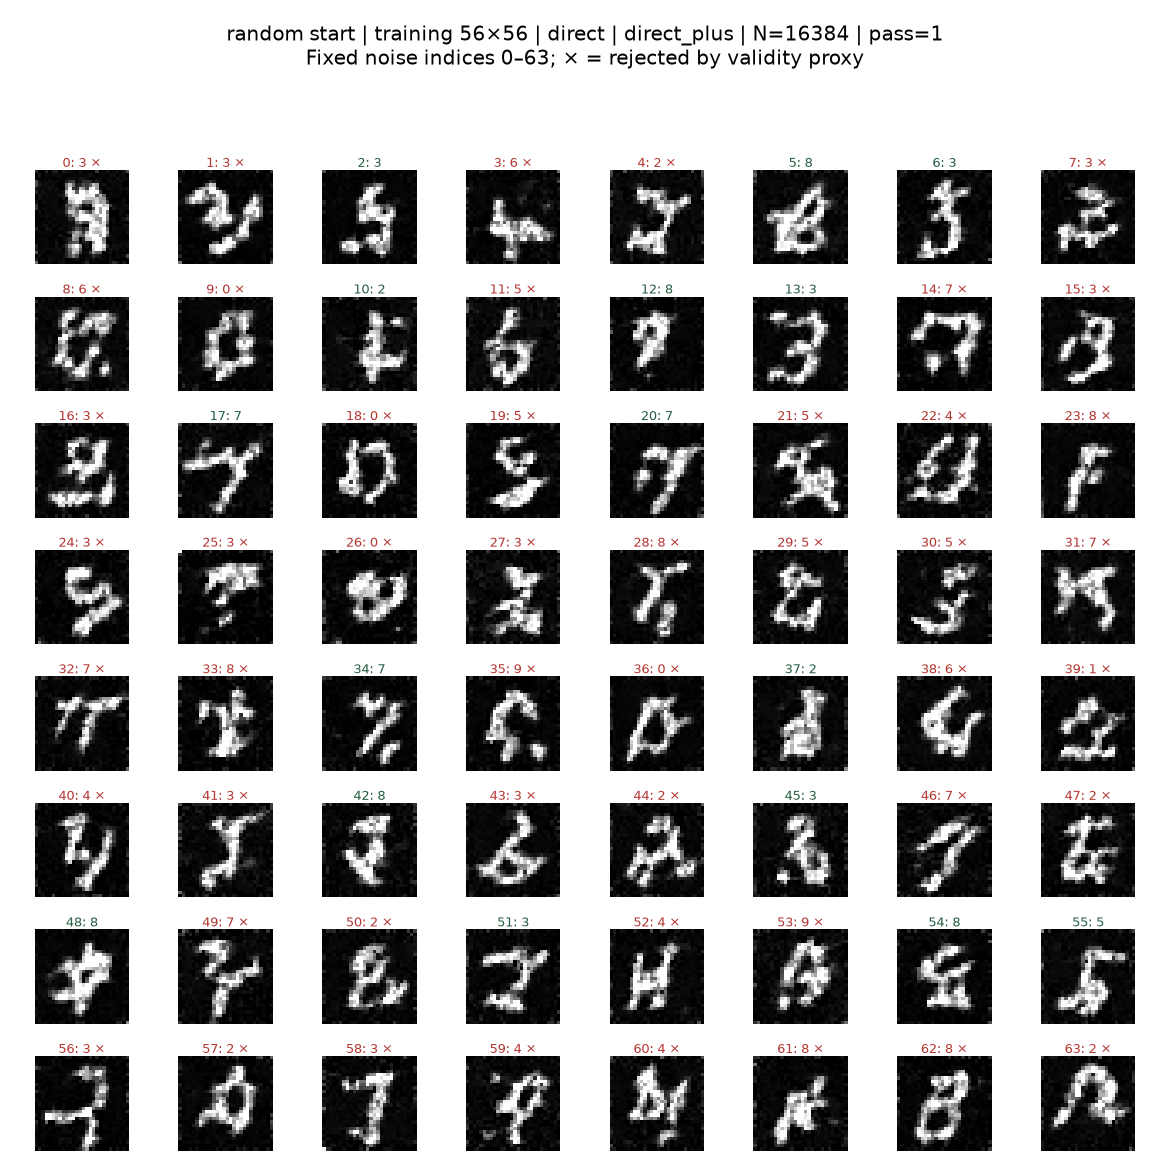 random start | training 56×56 | direct | direct_plus | N=16384 | pass=1
Fixed noise indices 0–63; × = rejected by validity proxy
0: 3 × 1: 3 × 2: 3 3: 6 × 4: 2 × 5: 8 6: 3 7: 3 ×
8: 6 × 9: 0 × 10: 2 11: 5 × 12: 8 13: 3 14: 7 × 15: 3 ×
16: 3 × 17: 7 18: 0 × 19: 5 × 20: 7 21: 5 × 22: 4 × 23: 8 ×
24: 3 × 25: 3 × 26: 0 × 27: 3 × 28: 8 × 29: 5 × 30: 5 × 31: 7 ×
32: 7 × 33: 8 × 34: 7 35: 9 × 36: 0 × 37: 2 38: 6 × 39: 1 ×
40: 4 × 41: 3 × 42: 8 43: 3 × 44: 2 × 45: 3 46: 7 × 47: 2 ×
48: 8 49: 7 × 50: 2 × 51: 3 52: 4 × 53: 9 × 54: 8 55: 5
56: 3 × 57: 2 × 58: 3 × 59: 4 × 60: 4 × 61: 8 × 62: 8 × 63: 2 ×